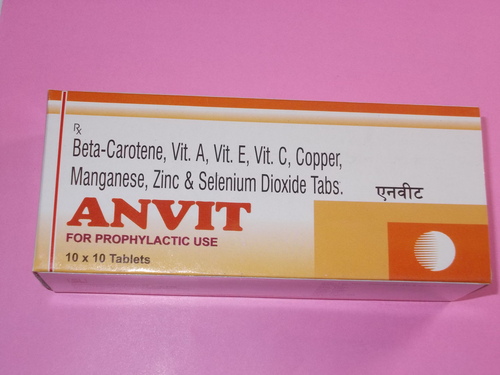 Rx
Beta-Carotene, Vit. A, Vit. E, Vit. C, Copper,
Manganese, Zinc & Selenium Dioxide Tabs.
एनवीट
ANVIT
FOR PROPHYLACTIC USE
10 x 10 Tablets